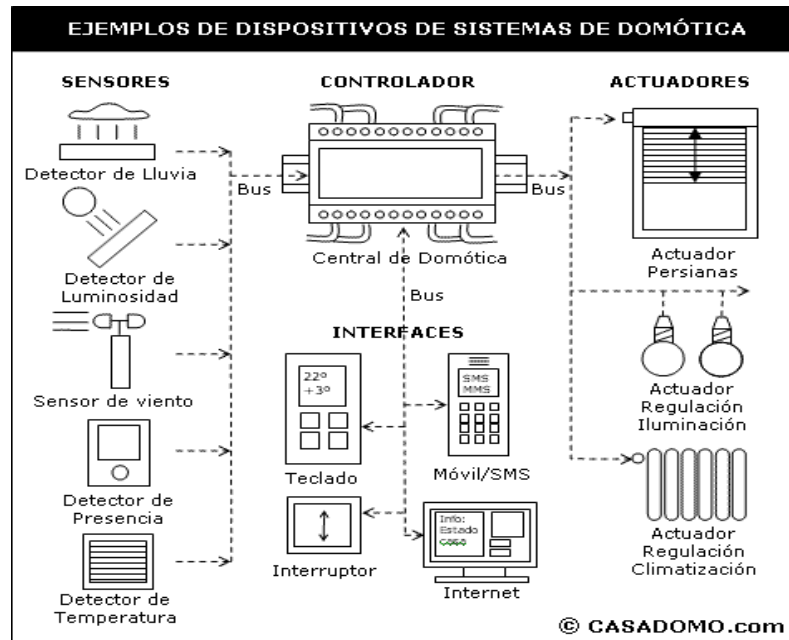 EJEMPLOS DE DISPOSITIVOS DE SISTEMAS DE DOMÓTICA
SENSORES
Detector de Lluvia
Detector de
Luminosidad
Sensor de viento
Detector de
Presencia
Detector de
Temperatura
CONTROLADOR
Bus
Bus
Central de Domótica
Bus
INTERFACES
22º
+3º
Teclado
SMS
MMS
Móvil/SMS
Interruptor
Info:
Estado
Casa
Internet
ACTUADORES
Actuador
Persianas
Actuador
Regulación
Iluminación
Actuador
Regulación
Climatización
© CASADOMO.com